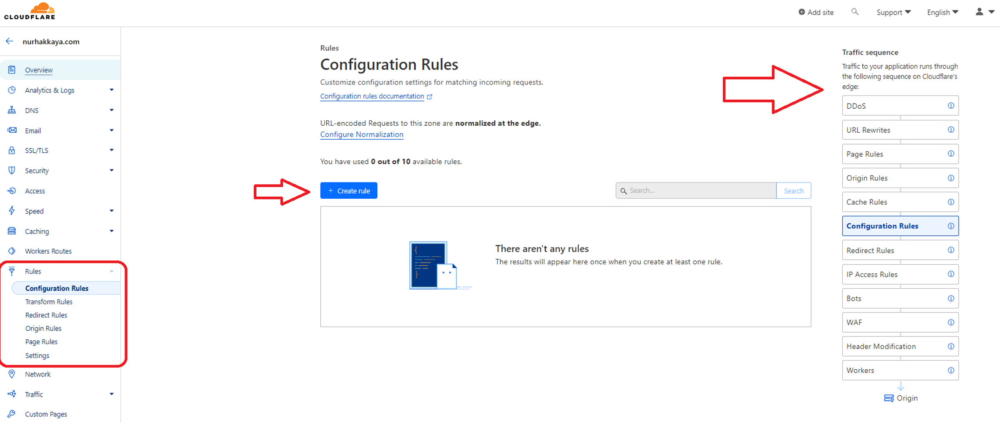 CLOUDFLARE
Add site
Support
English
nurhakkaya.com
Overview
Analytics & Logs
DNS
Email
SSL/TLS
Security
Access
Speed
Caching
Workers Routes
Rules
Configuration Rules
Transform Rules
Redirect Rules
Origin Rules
Page Rules
Settings
Network
Traffic
Custom Pages
Rules
Configuration Rules
Customize configuration settings for matching incoming requests.
Configuration rules documentation
URL-encoded Requests to this zone are normalized at the edge.
Configure Normalization
You have used 0 out of 10 available rules.
+ Create rule
Search...
Search
There aren't any rules
The results will appear here once when you create at least one rule.
Traffic sequence
Traffic to your application runs through
the following sequence on Cloudflare's
edge:
DDoS
URL Rewrites
Page Rules
Origin Rules
Cache Rules
Configuration Rules
Redirect Rules
IP Access Rules
Bots
WAF
Header Modification
Workers
Origin